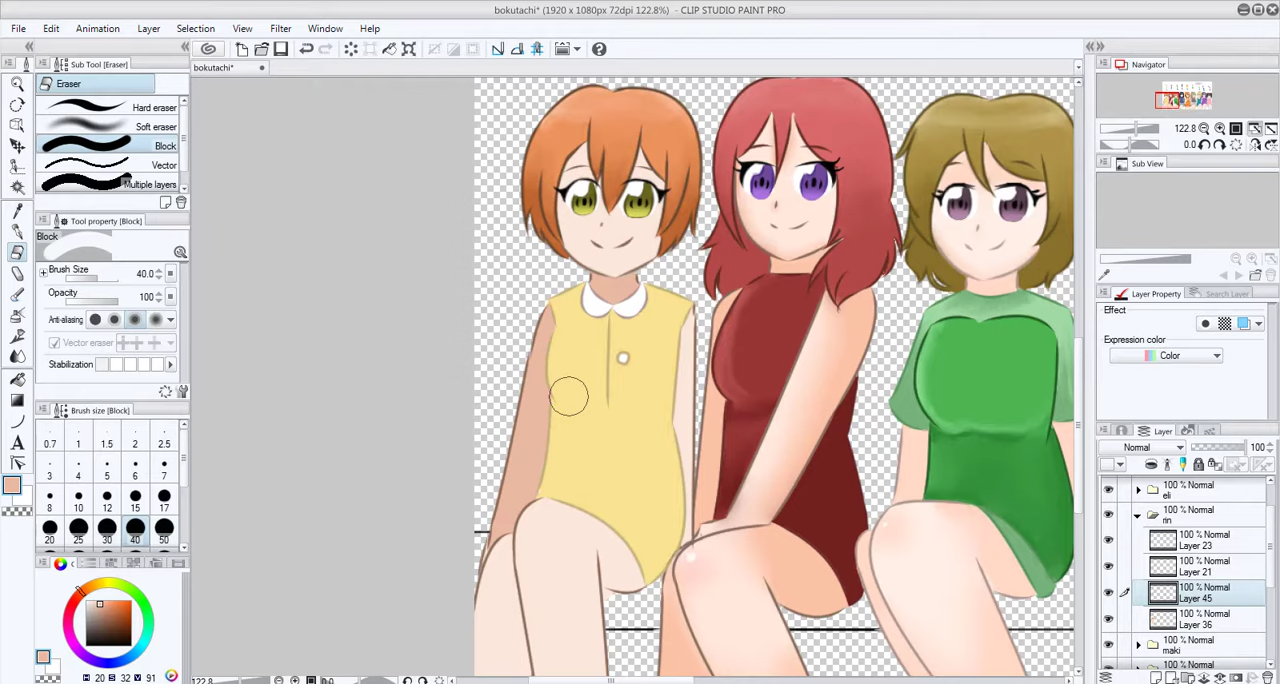 bokutachi* (1920 x 1080px 72dpi 122.8%) - CLIP STUDIO PAINT PRO
File Edit Animation Layer Selection View Filter Window Help
bokutachi*
Sub Tool [Eraser]
Eraser
Hard eraser
Soft eraser
Block
Vector
Multiple layers
Tool property [Block]
Block
Brush Size 40.0
Opacity 100
Anti-aliasing
Vector eraser
Stabilization
Brush size [Block]
0.7 1 1.5 2 2.5
3 4 5 6 7
8 10 12 15 17
20 25 30 40 50
H 20 S 32 V 91
122.8 0.0
Navigator
122.8
0.0
Sub View
Layer Property Search Layer
Effect
Expression color
Color
Layer
Normal 100
100 % Normal
eli
100 % Normal
rin
100 % Normal
Layer 23
100 % Normal
Layer 21
100 % Normal
Layer 45
100 % Normal
Layer 36
100 % Normal
maki
100 % Normal